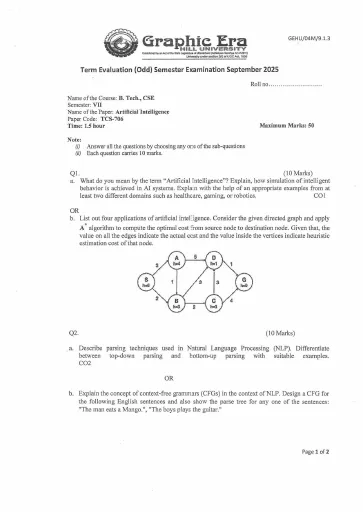 GEHU/04M/9.1.3
Graphic Era
HILL UNIVERSITY
Term Evaluation (Odd) Semester Examination September 2025
Roll no...........................
Name of the Course: B. Tech., CSE
Semester: VII
Name of the Paper: Artificial Intelligence
Paper Code: TCS-706
Time: 1.5 hour Maximum Marks: 50
Note:
i) Answer all the questions by choosing any one of the sub-questions
ii) Each question carries 10 marks.
Q1. (10 Marks)
a. What do you mean by the term "Artificial Intelligence"? Explain, how simulation of intelligent
behavior is achieved in AI systems. Explain with the help of an appropriate examples from at
least two different domains such as healthcare, gaming, or robotics. CO1
OR
b. List out four applications of artificial intelligence. Consider the given directed graph and apply
A* algorithm to compute the optimal cost from source node to destination node. Given that, the
value on all the edges indicate the actual cost and the value inside the vertices indicate heuristic
estimation cost of that node.
A 5 D
2 1
S 1 3 3 G
2 4
B 2 C
Q2. (10 Marks)
a. Describe parsing techniques used in Natural Language Processing (NLP). Differentiate
between top-down parsing and bottom-up parsing with suitable examples.
CO2
OR
b. Explain the concept of context-free grammars (CFGs) in the context of NLP. Design a CFG for
the following English sentences and also show the parse tree for any one of the sentences:
"The man eats a Mango.", "The boys plays the guitar."
Page 1 of 2